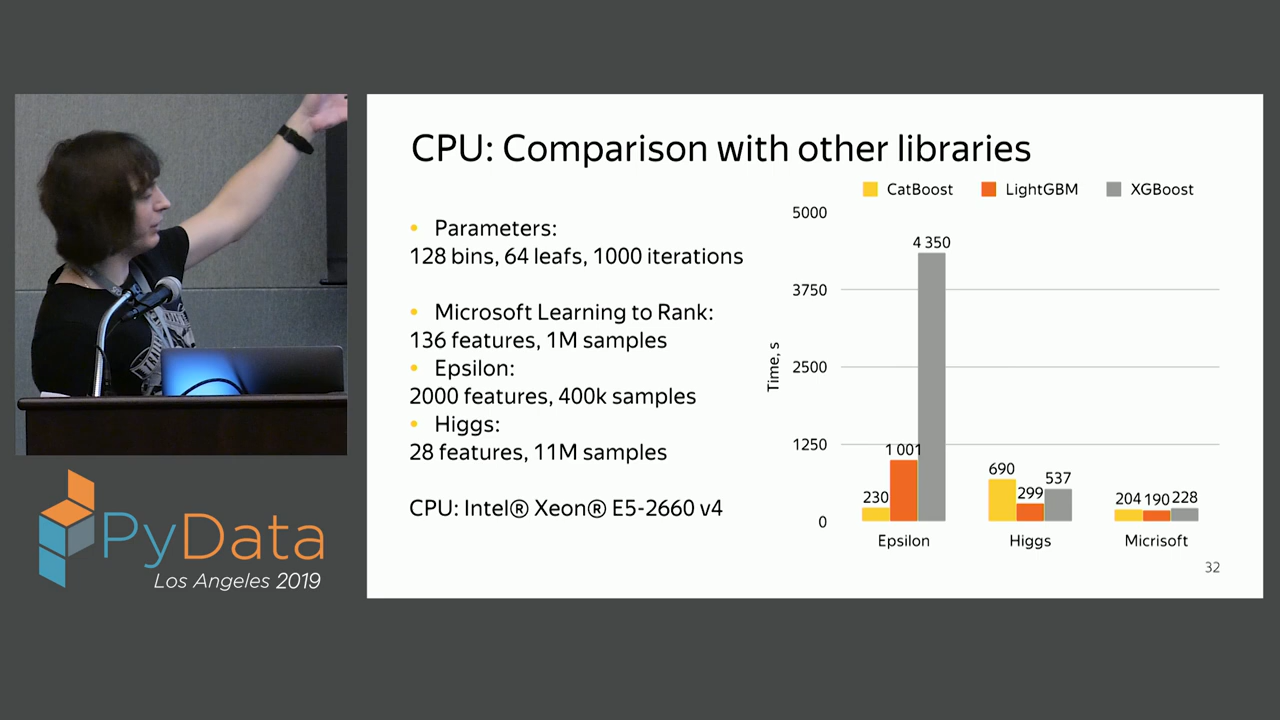 CPU: Comparison with other libraries
CatBoost LightGBM XGBoost
• Parameters:
128 bins, 64 leafs, 1000 iterations
• Microsoft Learning to Rank:
136 features, 1M samples
• Epsilon:
2000 features, 400k samples
• Higgs:
28 features, 11M samples
CPU: Intel® Xeon® E5-2660 v4
Time, s
5000
3750
2500
1250
0
230 1 001 4 350
690 299 537
204 190 228
Epsilon Higgs Micrisoft
32
PyData
Los Angeles 2019